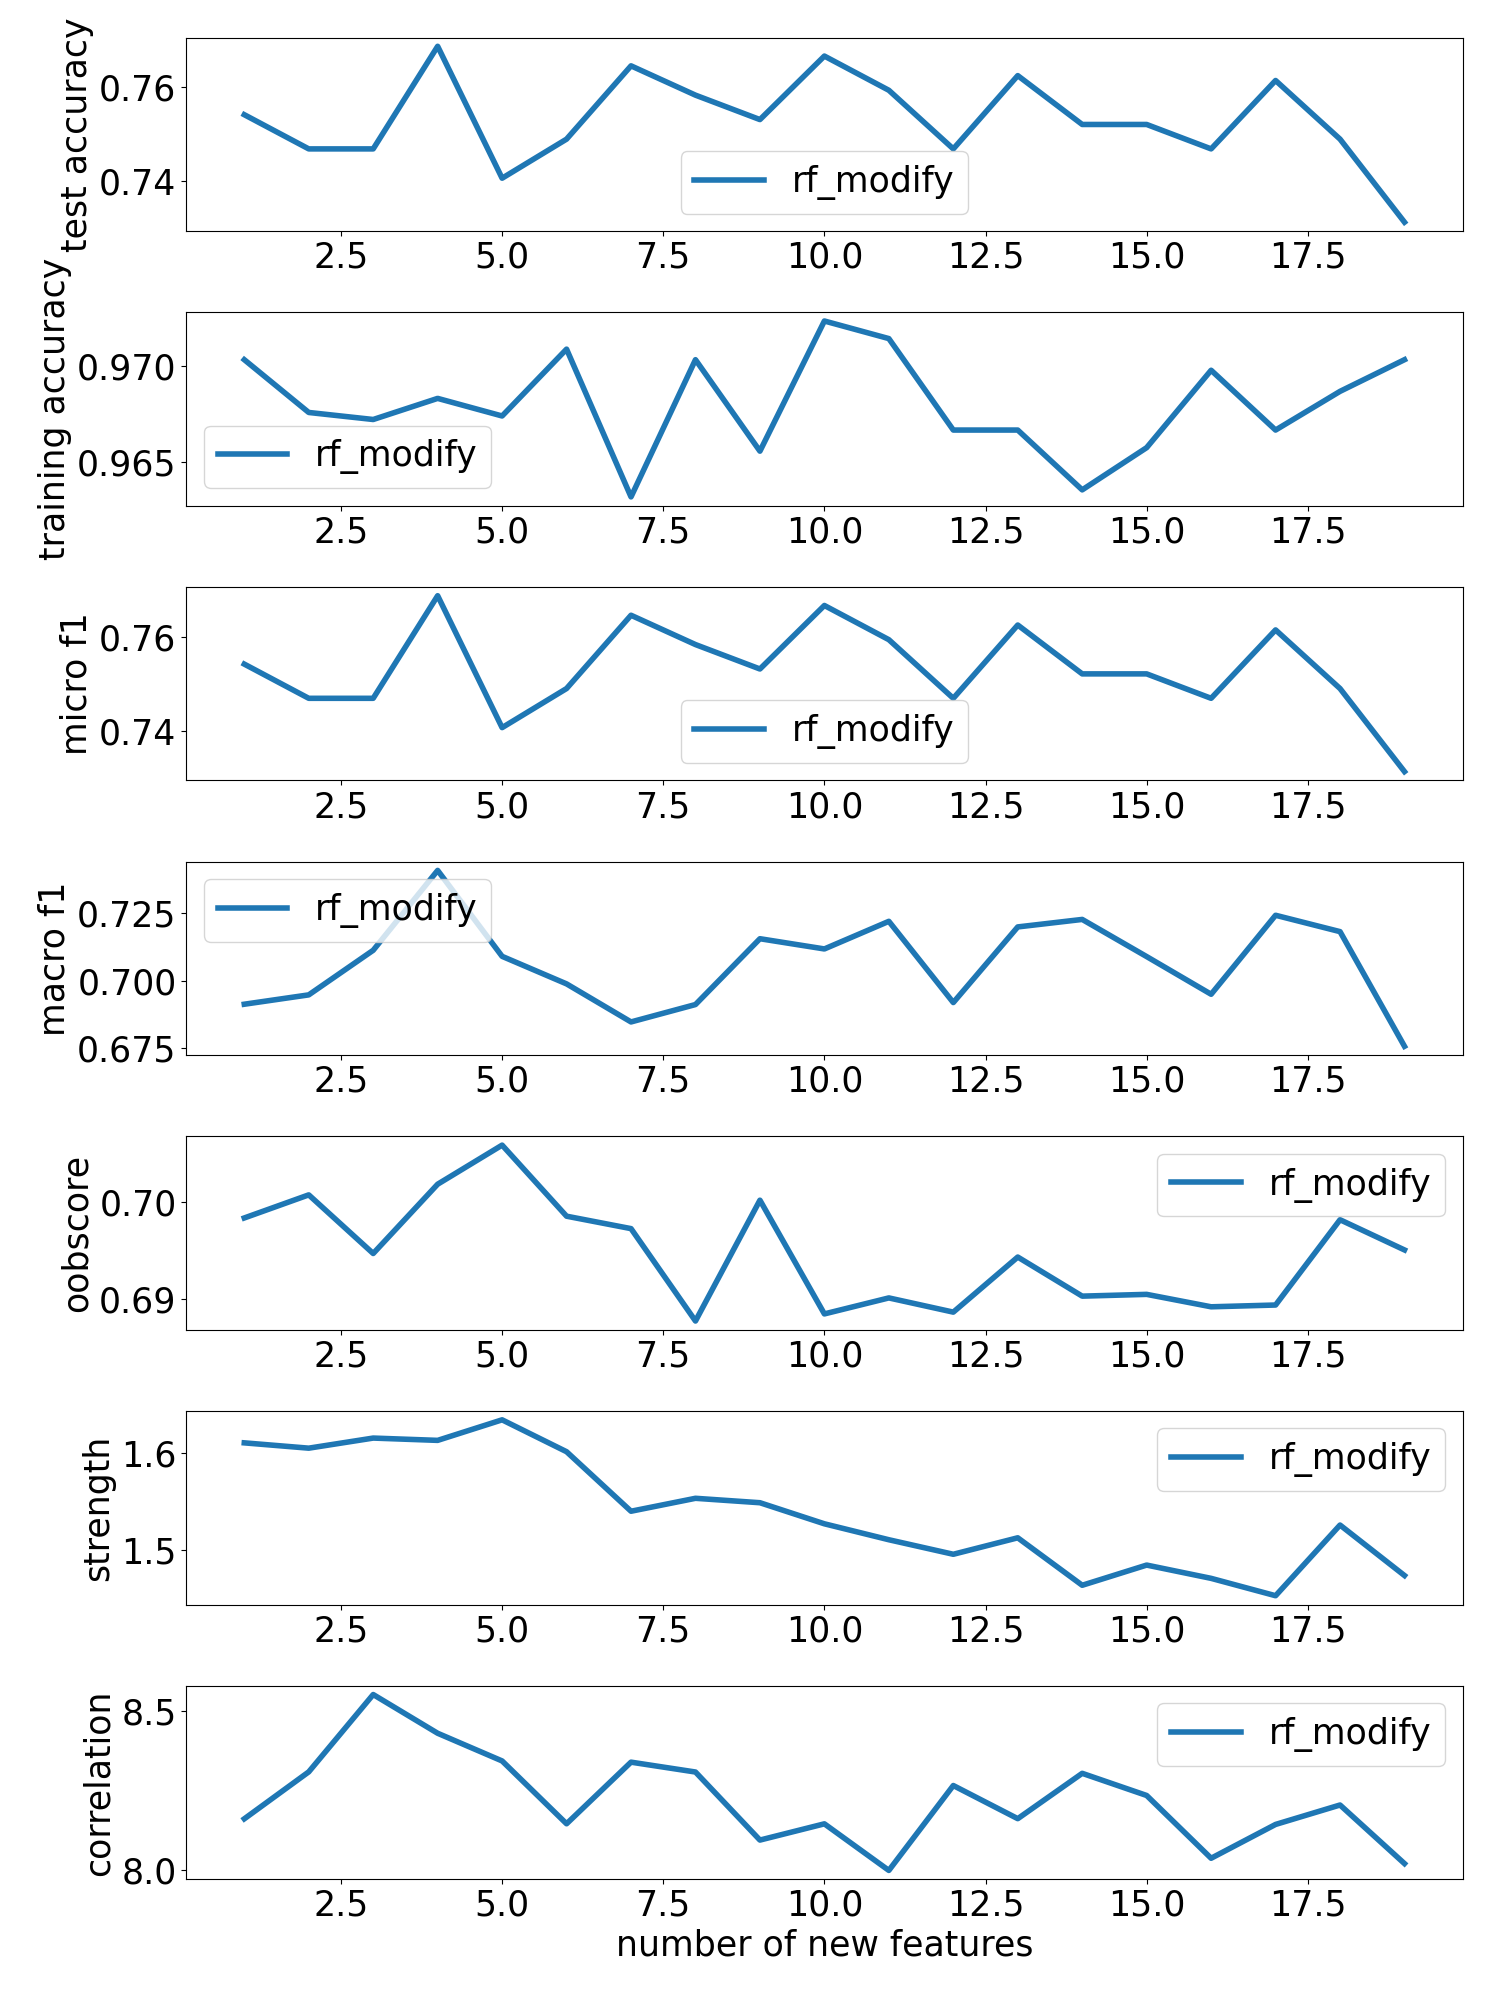 test accuracy
0.76
0.74
rf_modify
2.5 5.0 7.5 10.0 12.5 15.0 17.5
training accuracy
0.970
0.965
rf_modify
2.5 5.0 7.5 10.0 12.5 15.0 17.5
micro f1
0.76
0.74
rf_modify
2.5 5.0 7.5 10.0 12.5 15.0 17.5
macro f1
0.725
0.700
0.675
rf_modify
2.5 5.0 7.5 10.0 12.5 15.0 17.5
oobscore
0.70
0.69
rf_modify
2.5 5.0 7.5 10.0 12.5 15.0 17.5
strength
1.6
1.5
rf_modify
2.5 5.0 7.5 10.0 12.5 15.0 17.5
correlation
8.5
8.0
rf_modify
2.5 5.0 7.5 10.0 12.5 15.0 17.5
number of new features